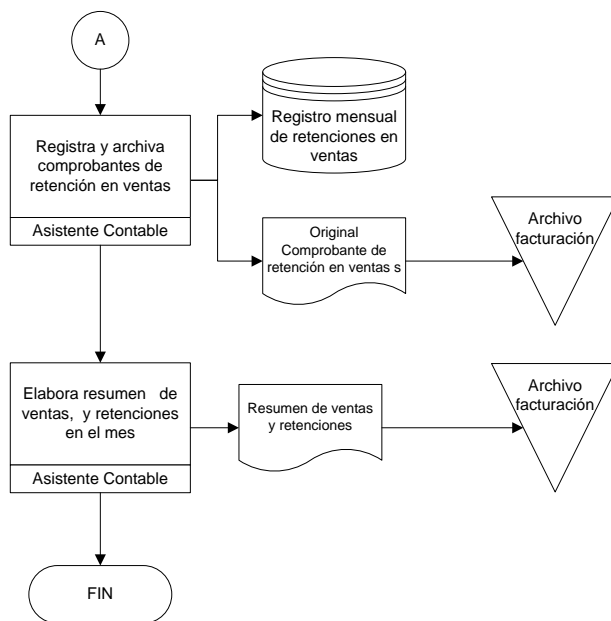 A
Registra y archiva
comprobantes de
retención en ventas
Asistente Contable
Registro mensual
de retenciones en
ventas
Original
Comprobante de
retención en ventas s
Archivo
facturación
Elabora resumen de
ventas, y retenciones
en el mes
Asistente Contable
Resumen de ventas
y retenciones
Archivo
facturación
FIN